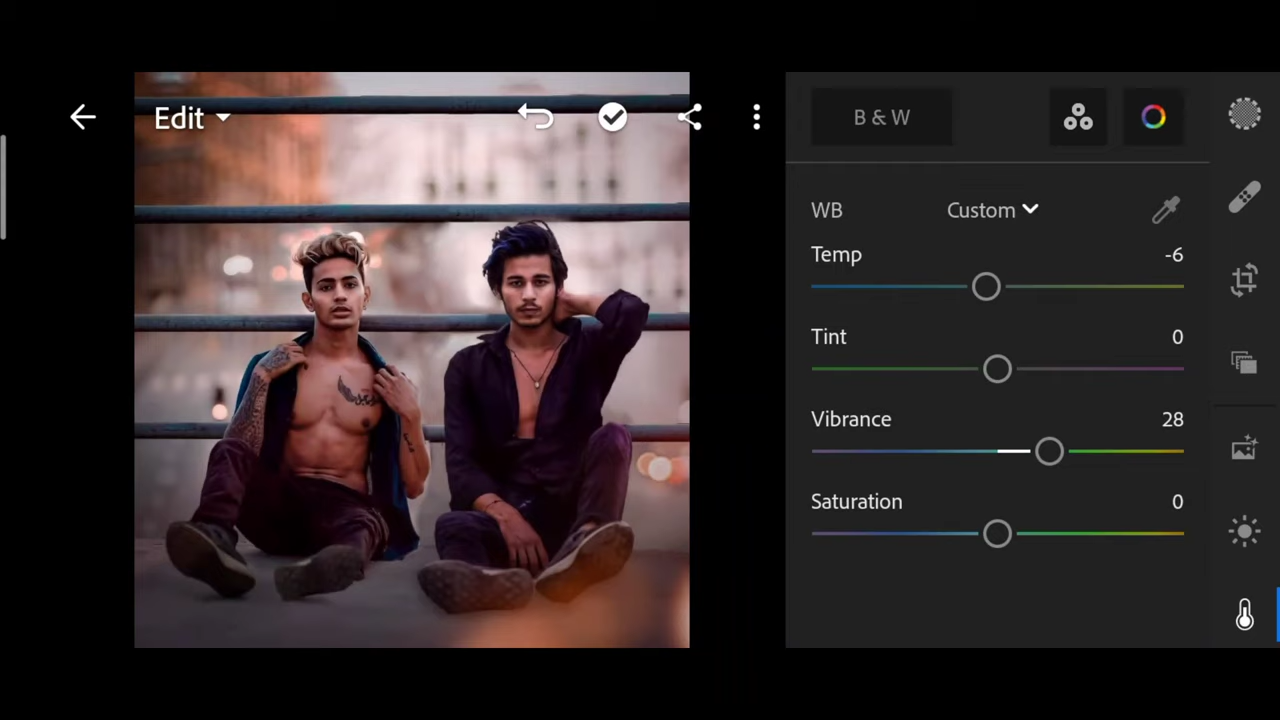 Edit
B & W
WB Custom
Temp -6
Tint 0
Vibrance 28
Saturation 0